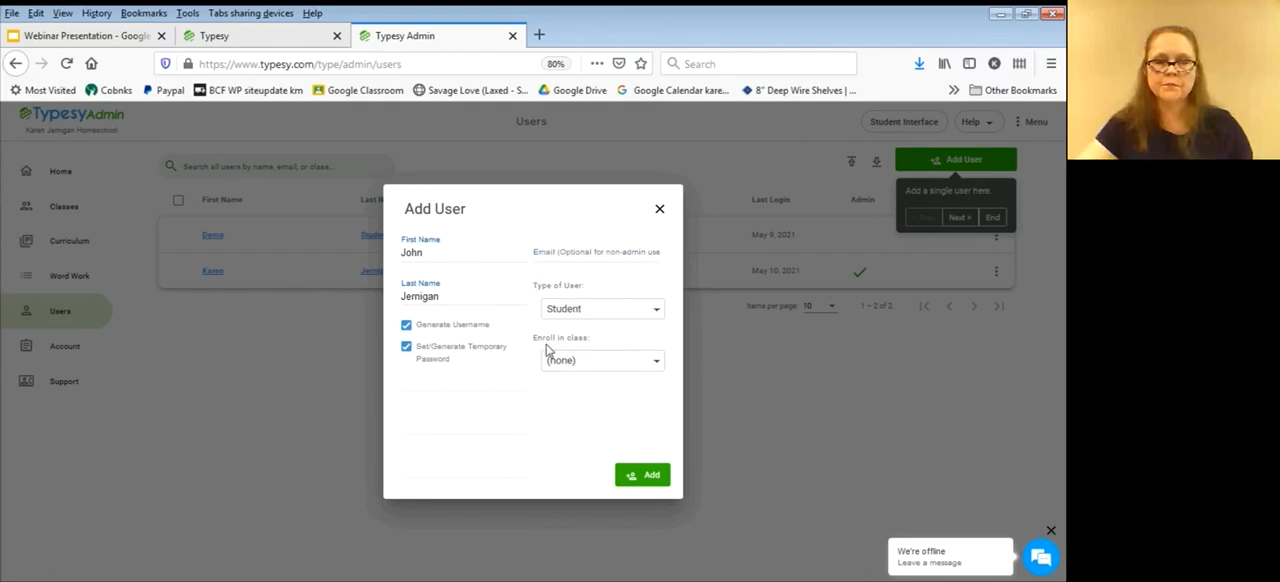 File Edit View History Bookmarks Tools Tabs sharing devices Help
Webinar Presentation - Google
Typesy
Typesy Admin
https://www.typesy.com/type/admin/users
80%
Search
Most Visited
Cobnks
Paypal
BCF WP siteupdate km
Google Classroom
Savage Love (Laxed - S...
Google Drive
Google Calendar kare...
8" Deep Wire Shelves |...
Other Bookmarks
TypesyAdmin
Karen Jernigan Homeschool
Users
Student Interface
Help
Menu
Home
Classes
Curriculum
Word Work
Users
Account
Support
Search all users by name, email, or class...
Add User
Add a single user here.
Next »
End
First Name
Last N
Last Login
Admin
Demo
Stude
May 9, 2021
Karen
Jernig
May 10, 2021
Items per page: 10
1 – 2 of 2
Add User
First Name
John
Email (Optional for non-admin use
Last Name
Jernigan
Type of User:
Student
Generate Username
Set/Generate Temporary
Password
Enroll in class:
(none)
Add
We're offline
Leave a message